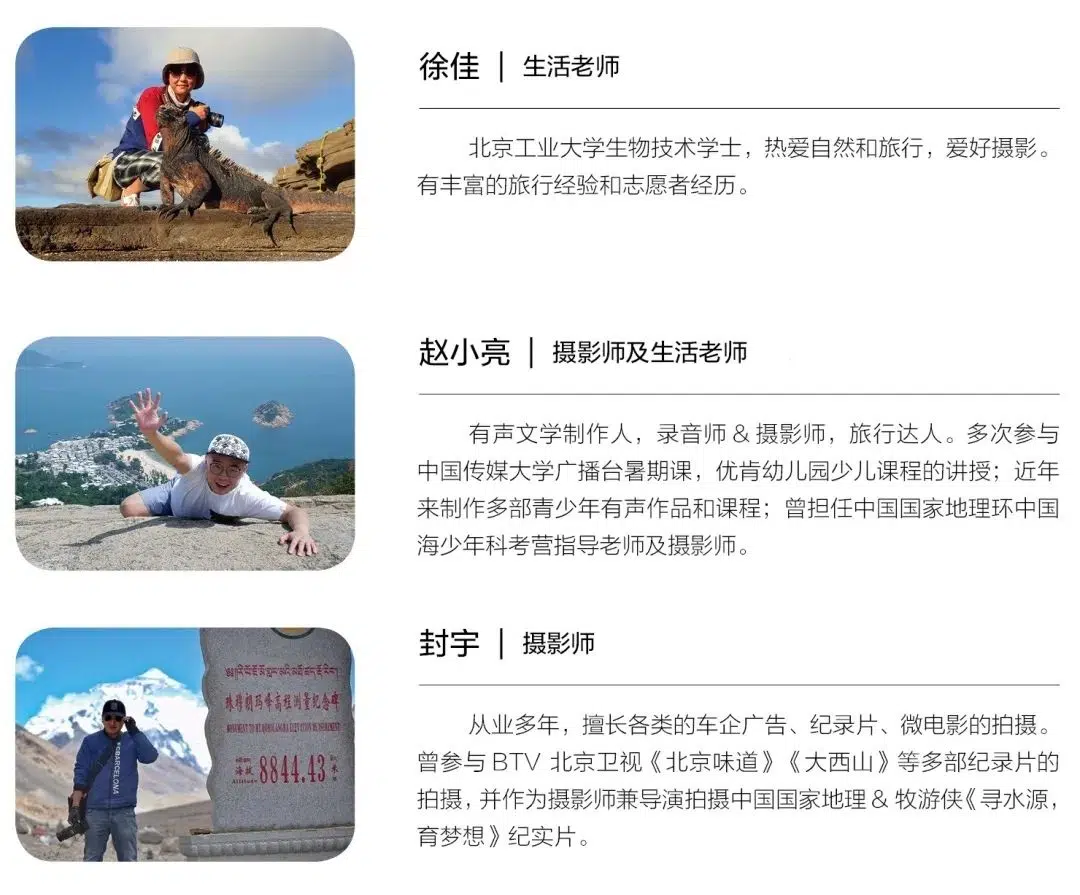 徐佳 | 生活老师
北京工业大学生物技术学士，热爱自然和旅行，爱好摄影。
有丰富的旅行经验和志愿者经历。
赵小亮 | 摄影师及生活老师
有声文学制作人，录音师 & 摄影师，旅行达人。多次参与
中国传媒大学广播台暑期课，优肯幼儿园少儿课程的讲授；近年
来制作多部青少年有声作品和课程；曾担任中国国家地理环中国
海少年科考营指导老师及摄影师。
封宇 | 摄影师
从业多年，擅长各类的车企广告、纪录片、微电影的拍摄。
曾参与 BTV 北京卫视《北京味道》《大西山》等多部纪录片的
拍摄，并作为摄影师兼导演拍摄中国国家地理 & 牧游侠《寻水源，
育梦想》纪实片。
珠穆朗玛峰高程测量纪念碑
海拔 8844.43 米
FCBARCELONA